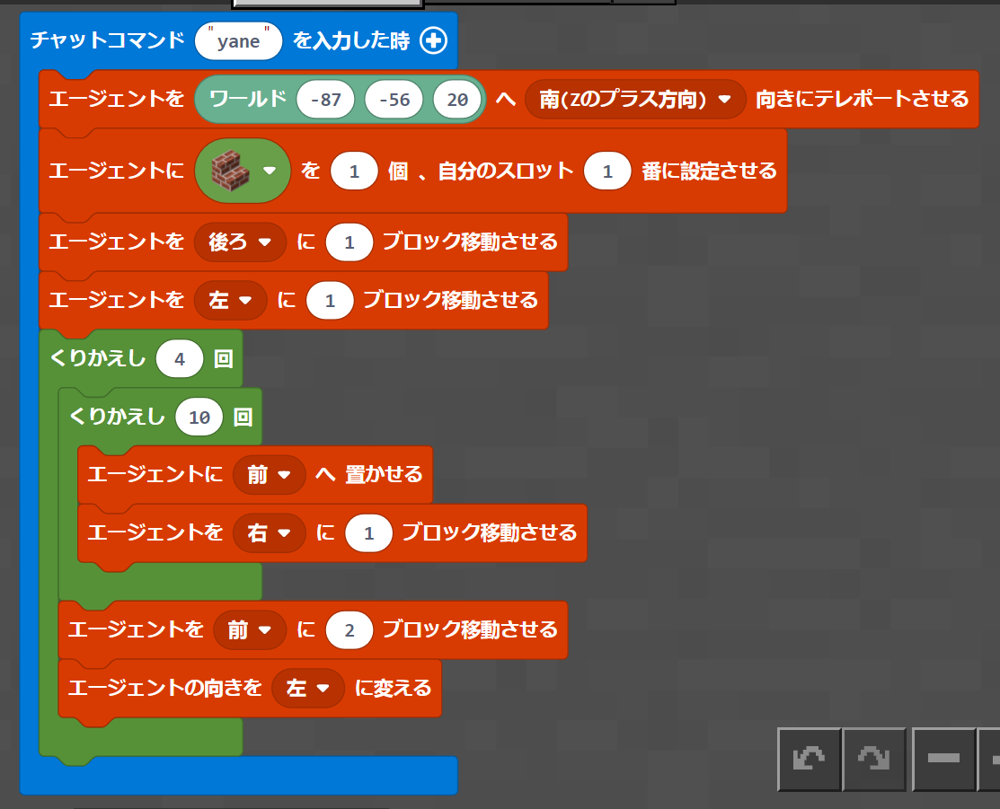 チャットコマンド "yane" を入力した時
エージェントを ワールド -87 -56 20 へ 南(Zのプラス方向) 向きにテレポートさせる
エージェントに を 1 個 、自分のスロット 1 番に設定させる
エージェントを 後ろ に 1 ブロック移動させる
エージェントを 左 に 1 ブロック移動させる
くりかえし 4 回
くりかえし 10 回
エージェントに 前 へ 置かせる
エージェントを 右 に 1 ブロック移動させる
エージェントを 前 に 2 ブロック移動させる
エージェントの向きを 左 に変える